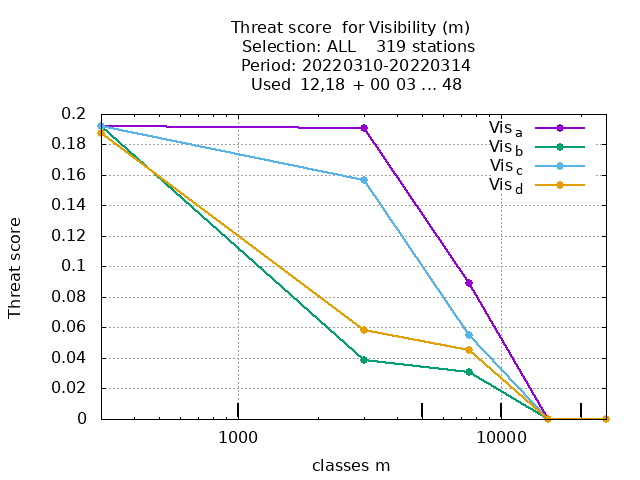 Threat score  for Visibility (m)
Selection: ALL    319 stations
Period: 20220310-20220314
Used  12,18  + 00 03 ... 48
Vis a
Vis b
Vis c
Vis d
0.2
0.18
0.16
0.14
0.12
0.1
0.08
0.06
0.04
0.02
0
Threat score
1000
10000
classes m